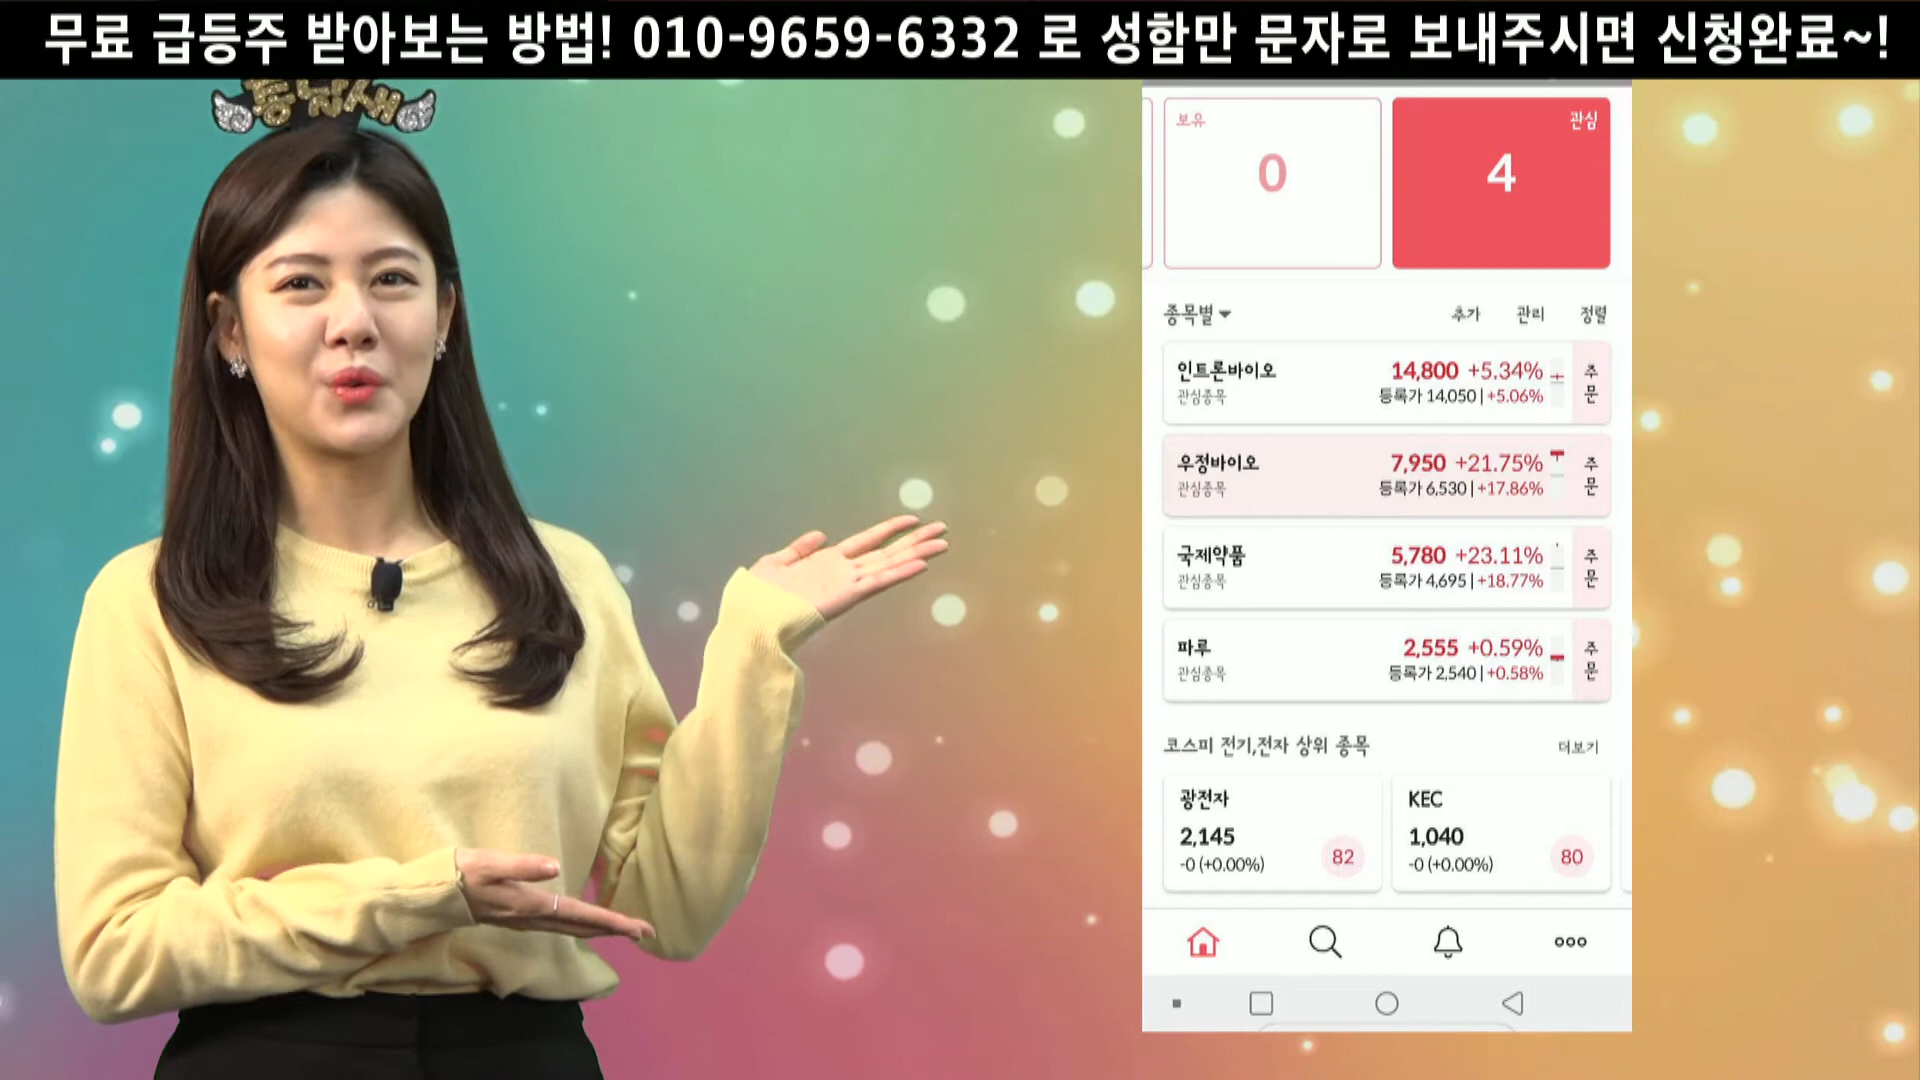 무료 급등주 받아보는 방법! 010-9659-6332 로 성함만 문자로 보내주시면 신청완료~!
보유
0
관심
4
종목별
추가 관리 정렬
인트론바이오 14,800 +5.34%
관심종목 등록가 14,050 | +5.06%
주문
우정바이오 7,950 +21.75%
관심종목 등록가 6,530 | +17.86%
주문
국제약품 5,780 +23.11%
관심종목 등록가 4,695 | +18.77%
주문
파루 2,555 +0.59%
관심종목 등록가 2,540 | +0.58%
주문
코스피 전기,전자 상위 종목 더보기
광전자
2,145
-0 (+0.00%)
82
KEC
1,040
-0 (+0.00%)
80